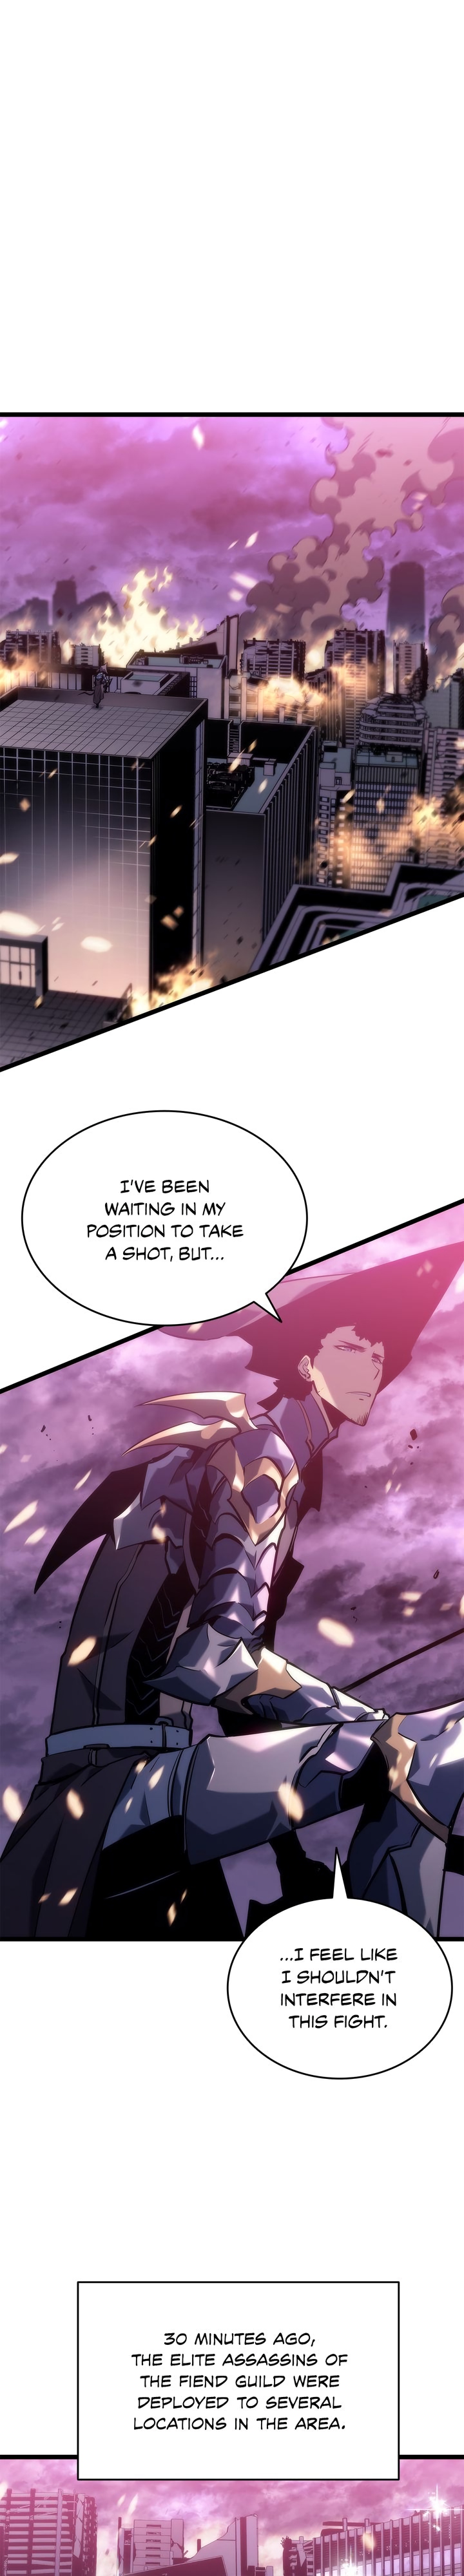 I'VE BEEN
WAITING IN MY
POSITION TO TAKE
A SHOT, BUT...
...I FEEL LIKE
I SHOULDN'T
INTERFERE IN
THIS FIGHT.
30 MINUTES AGO,
THE ELITE ASSASSINS OF
THE FIEND GUILD WERE
DEPLOYED TO SEVERAL
LOCATIONS IN THE AREA.